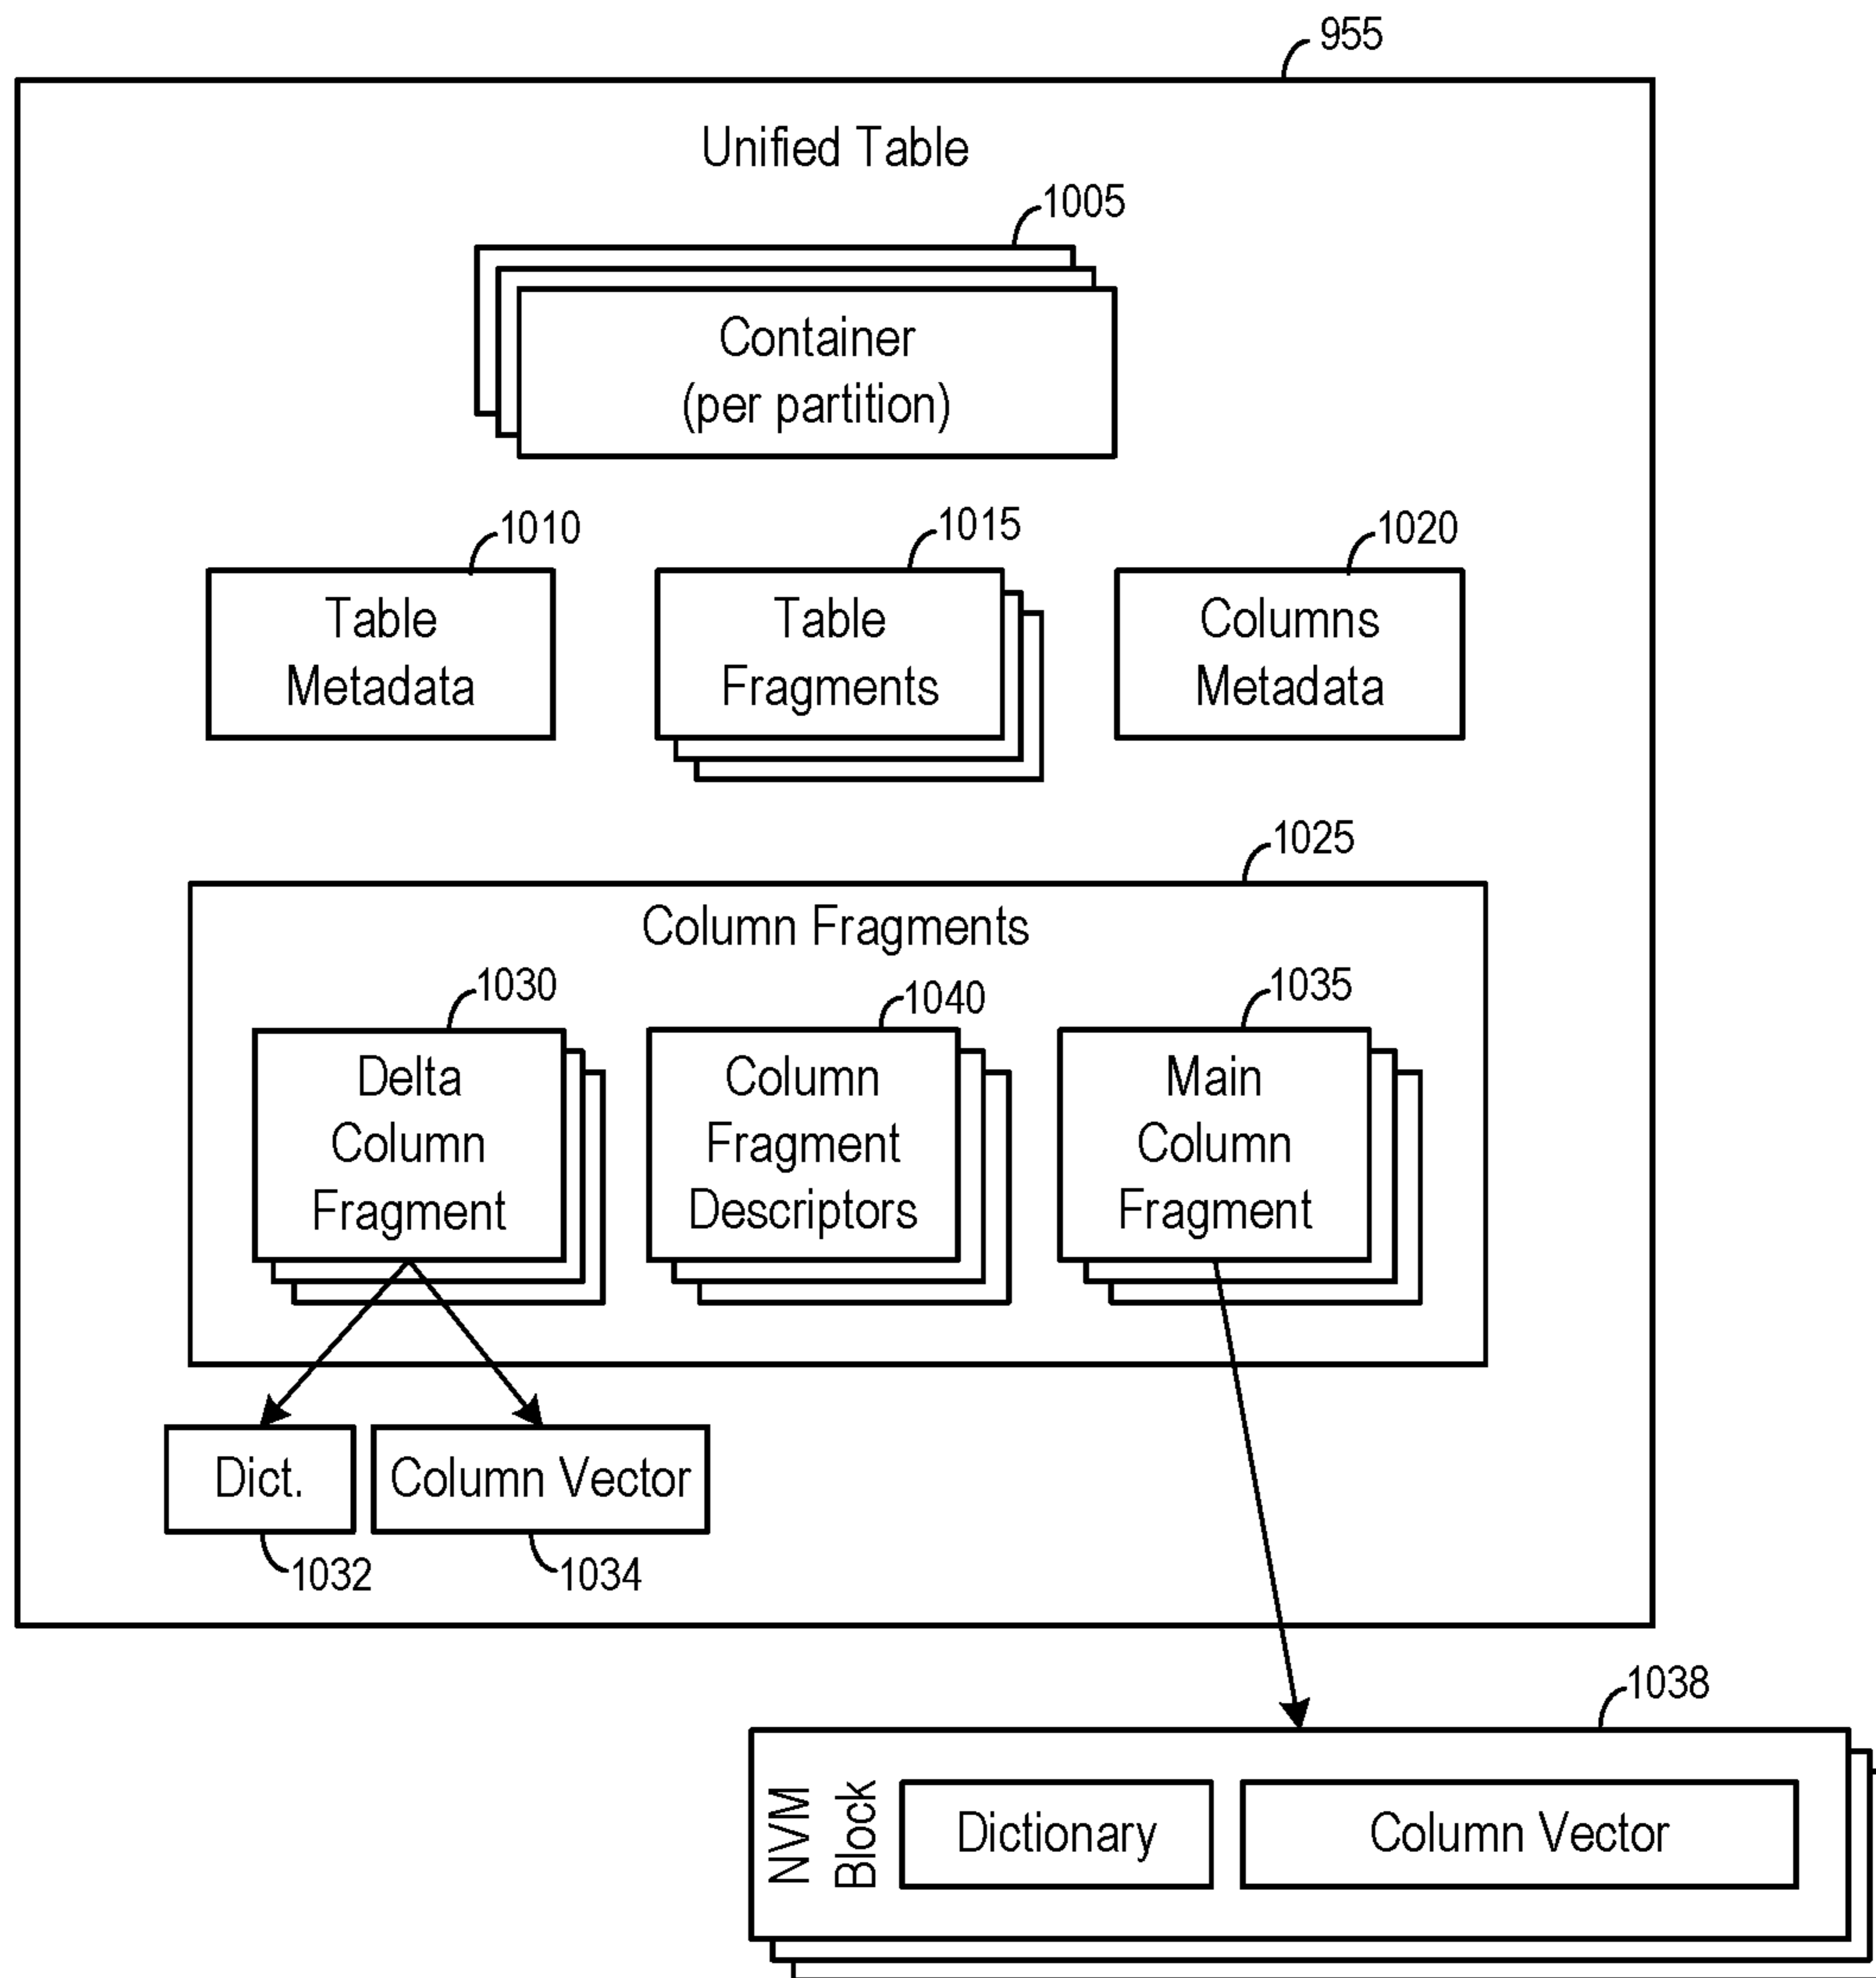 955
Unified Table
1005
Container
(per partition)
1010
1015
1020
Table
Metadata
Table
Fragments
Columns
Metadata
1025
Column Fragments
1030
1040
1035
Delta
Column
Fragment
Column
Fragment
Descriptors
Main
Column
Fragment
Dict.
Column Vector
1032
1034
1038
NVM
Block
Dictionary
Column Vector